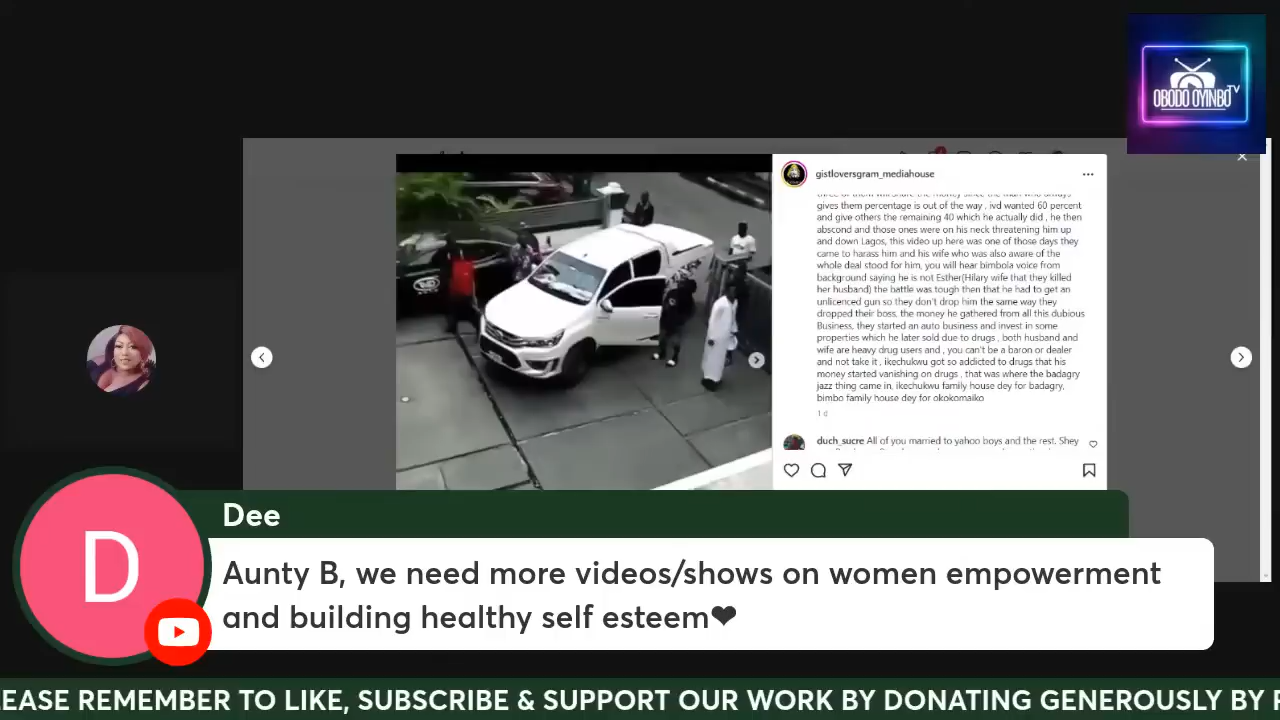 OBODO OYINBO TV
gistloversgram_mediahouse
gives them percentage is out of the way , ivd wanted 60 percent
and give others the remaining 40 which he actually did , he then
abscond and those ones were on his neck threatening him up
and down Lagos, this video up here was one of those days they
came to harass him and his wife who was also aware of the
whole deal stood for him, you will hear bimbola voice from
background saying he is not Esther(Hilary wife that they killed
her husband) the battle was tough then that he had to get an
unlicenced gun so they don't drop him the same way they
dropped their boss, the money he gathered from all this dubious
Business, they started an auto business and invest in some
properties which he later sold due to drugs , both husband and
wife are heavy drug users and , you can't be a baron or dealer
and not take it , ikechukwu got so addicted to drugs that his
money started vanishing on drugs , that was where the badagry
jazz thing came in, ikechukwu family house dey for badagry,
bimbo family house dey for okokomaiko
1 d
duch_sucre All of you married to yahoo boys and the rest. Shey
D
Dee
Aunty B, we need more videos/shows on women empowerment
and building healthy self esteem❤
EASE REMEMBER TO LIKE, SUBSCRIBE & SUPPORT OUR WORK BY DONATING GENEROUSLY BY